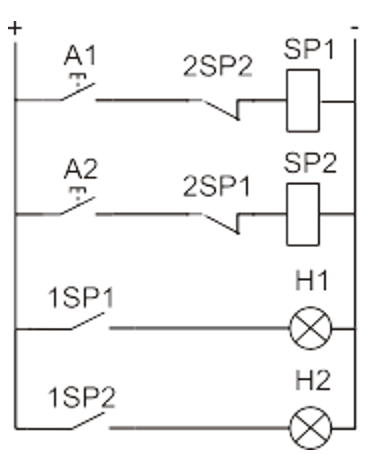 + -
A1 2SP2 SP1
A2 2SP1 SP2
1SP1 H1
1SP2 H2